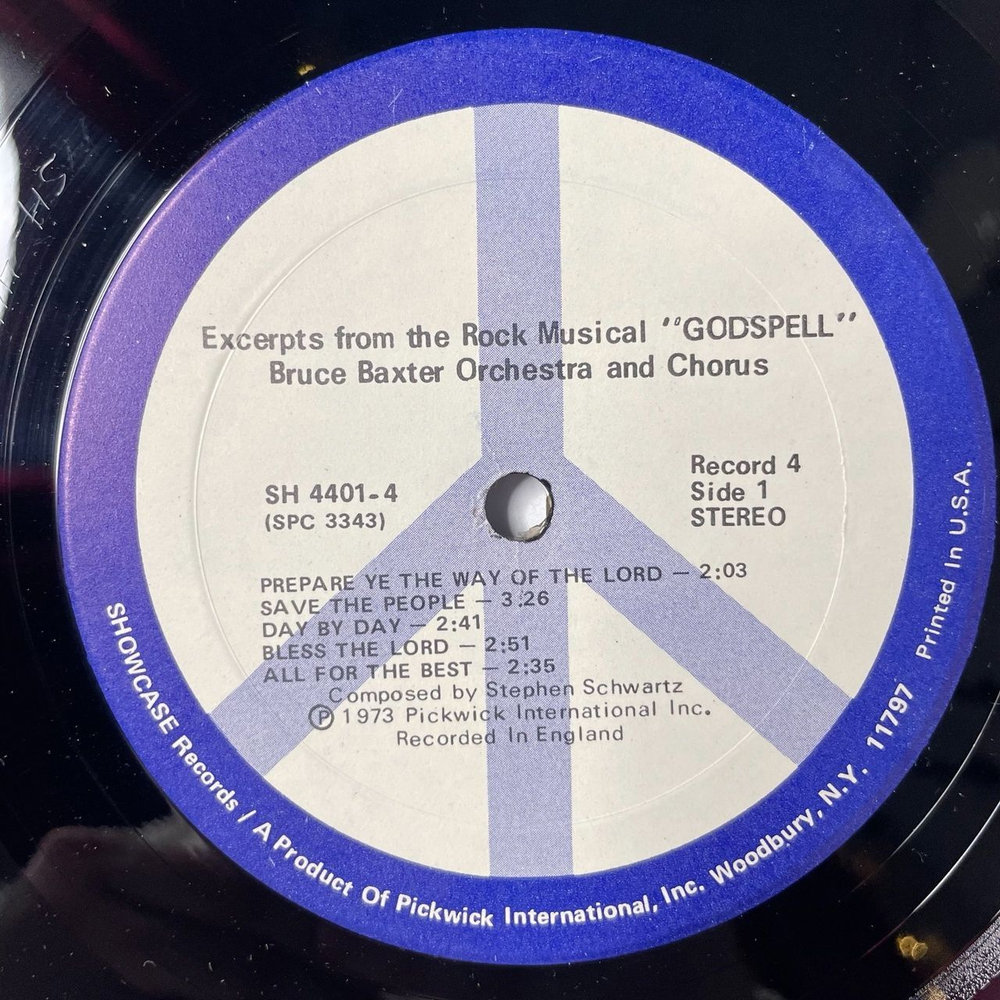 Excerpts from the Rock Musical "GODSPELL"
Bruce Baxter Orchestra and Chorus
SH 4401-4
(SPC 3343)
Record 4
Side 1
STEREO
PREPARE YE THE WAY OF THE LORD — 2:03
SAVE THE PEOPLE — 3:26
DAY BY DAY — 2:41
BLESS THE LORD — 2:51
ALL FOR THE BEST — 2:35
Composed by Stephen Schwartz
Ⓟ 1973 Pickwick International Inc.
Recorded In England
SHOWCASE Records / A Product Of Pickwick International, Inc. Woodbury, N.Y. 11797 Printed In U.S.A.